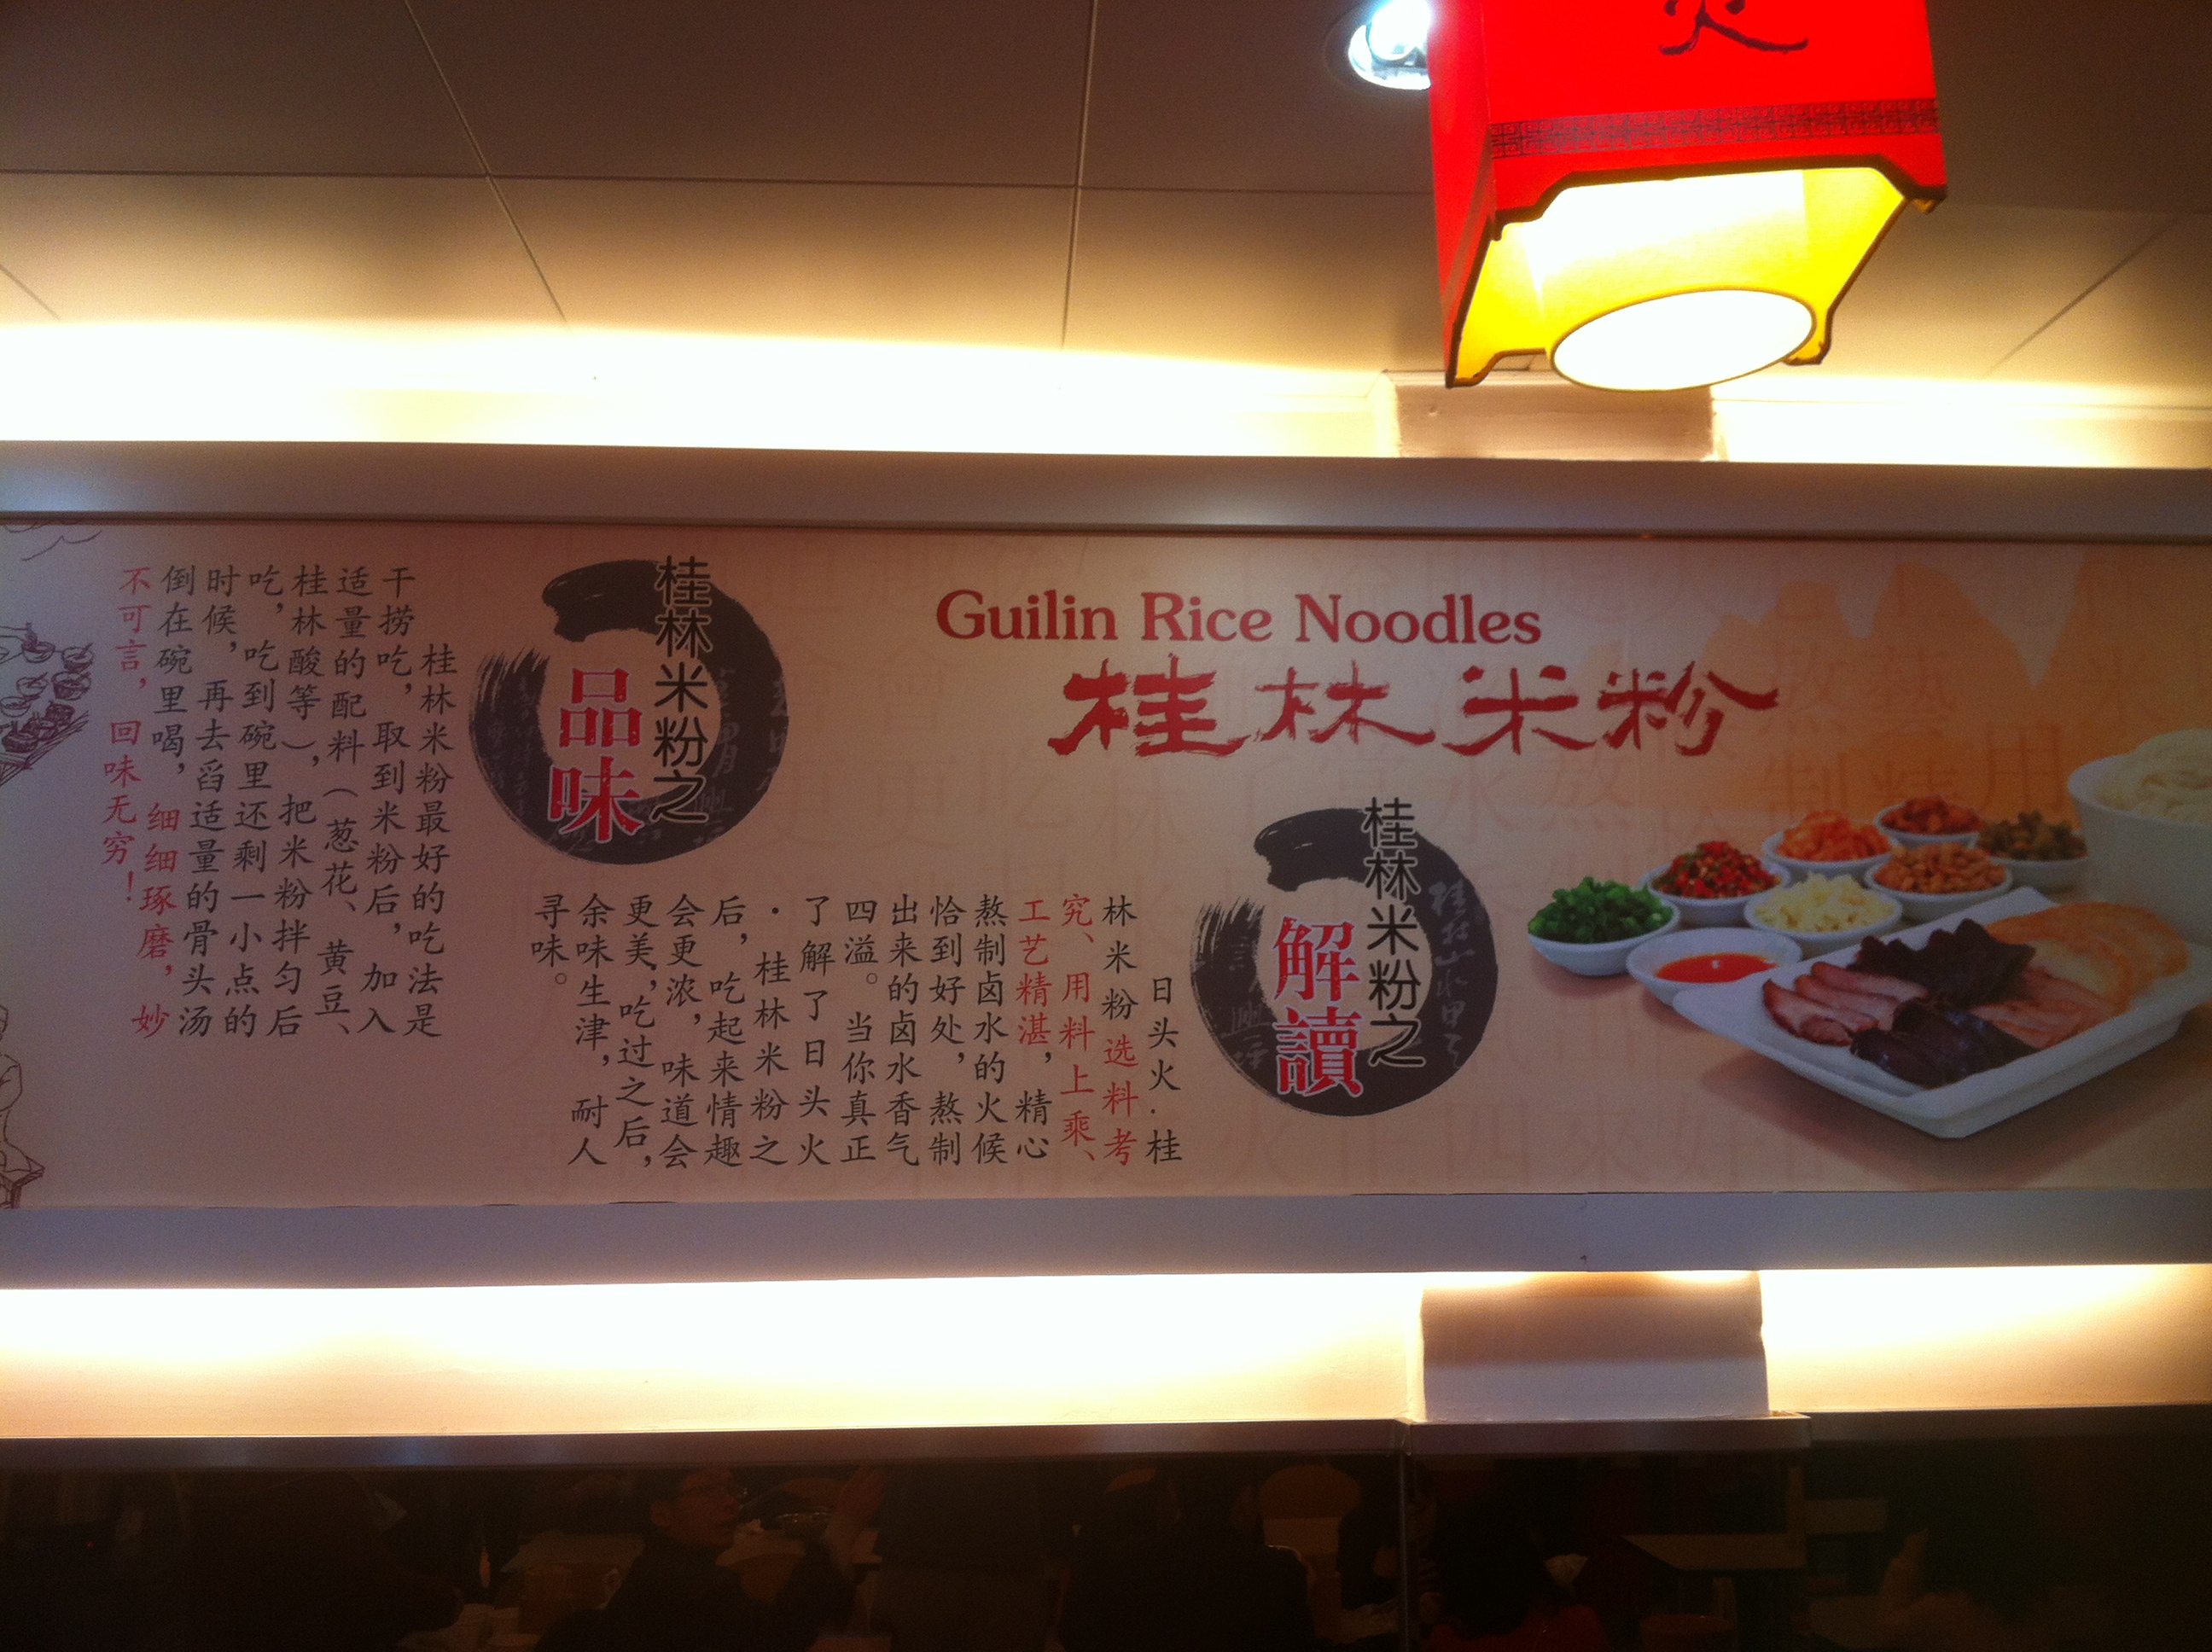 火
Guilin Rice Noodles
桂林米粉
桂林米粉之
解讀
日头火·桂
林米粉选料考
究、用料上乘、
工艺精湛，精心
熬制卤水的火候
恰到好处，熬制
出来的卤水香气
四溢。当你真正
了解了日头火
·桂林米粉之
后，吃起来情趣
会更浓，味道会
更美，吃过之后，
余味生津，耐人
寻味。
桂林米粉之
品味
桂林米粉最好的吃法是
干捞吃，取到米粉后，加入
适量的配料（葱花、黄豆、
桂林酸等），把米粉拌匀后
吃，吃到碗里还剩一小点的
时候，再去舀适量的骨头汤
倒在碗里喝，细细琢磨，妙
不可言，回味无穷！